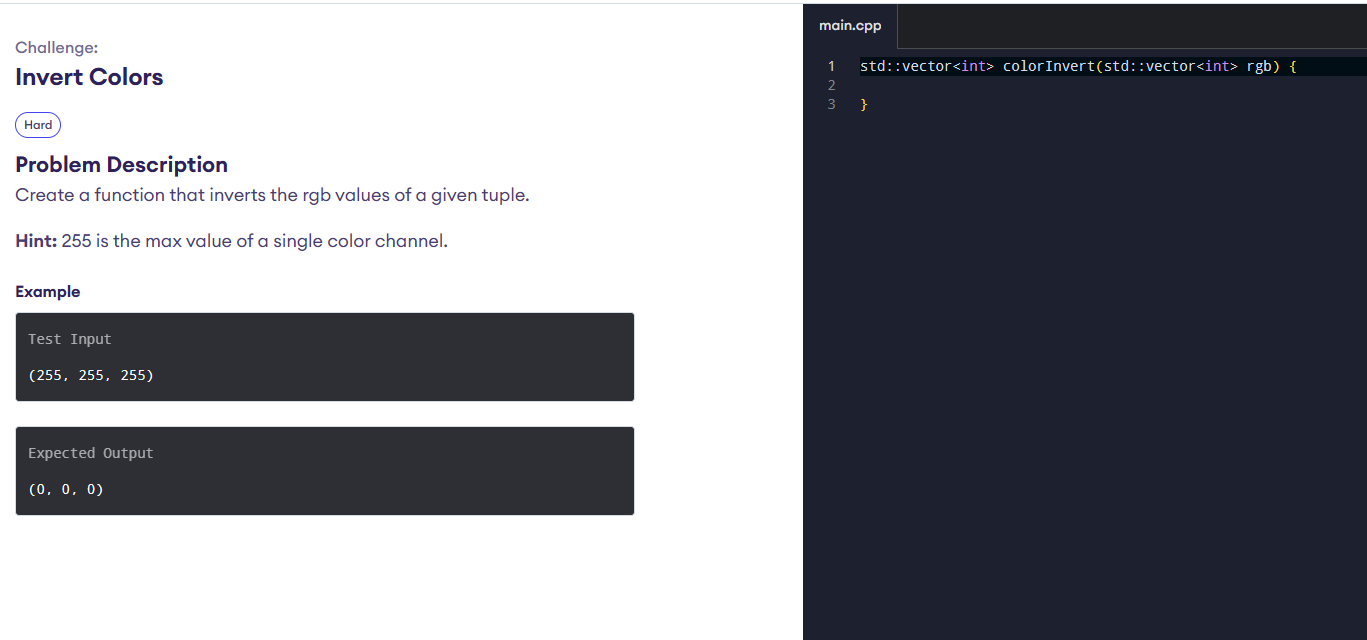 Challenge:
Invert Colors
Hard
Problem Description
Create a function that inverts the rgb values of a given tuple.
Hint: 255 is the max value of a single color channel.
Example
Test Input
(255, 255, 255)
Expected Output
(0, 0, 0)
main.cpp
1 std::vector<int> colorInvert(std::vector<int> rgb) {
2
3 }